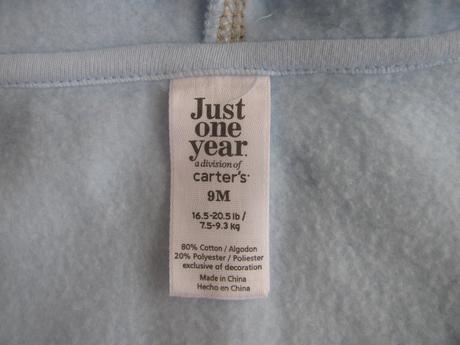 Just
one
year.
a division of
carter's®
9M
16.5-20.5 lb /
7.5-9.3 kg
80% Cotton / Algodon
20% Polyester / Poliester
exclusive of decoration
Made in China
Hecho en China